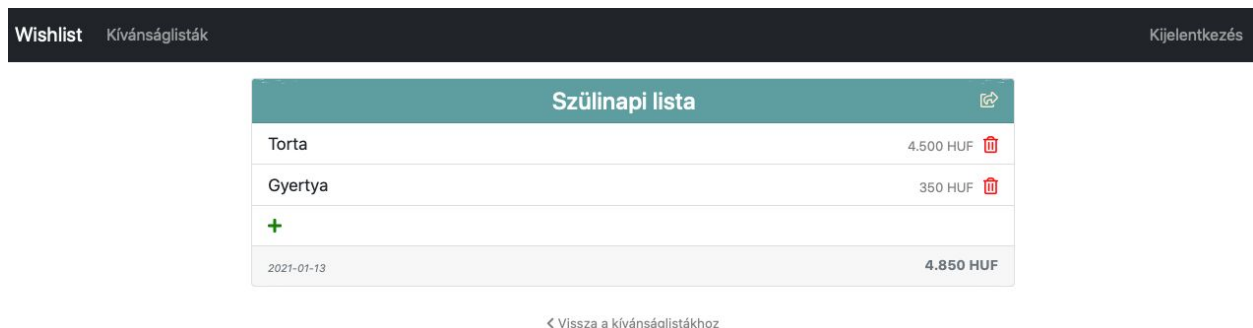 Wishlist Kívánságlisták Kijelentkezés
Szülinapi lista
Torta 4.500 HUF
Gyertya 350 HUF
+
2021-01-13 4.850 HUF
Vissza a kívánságlistákhoz